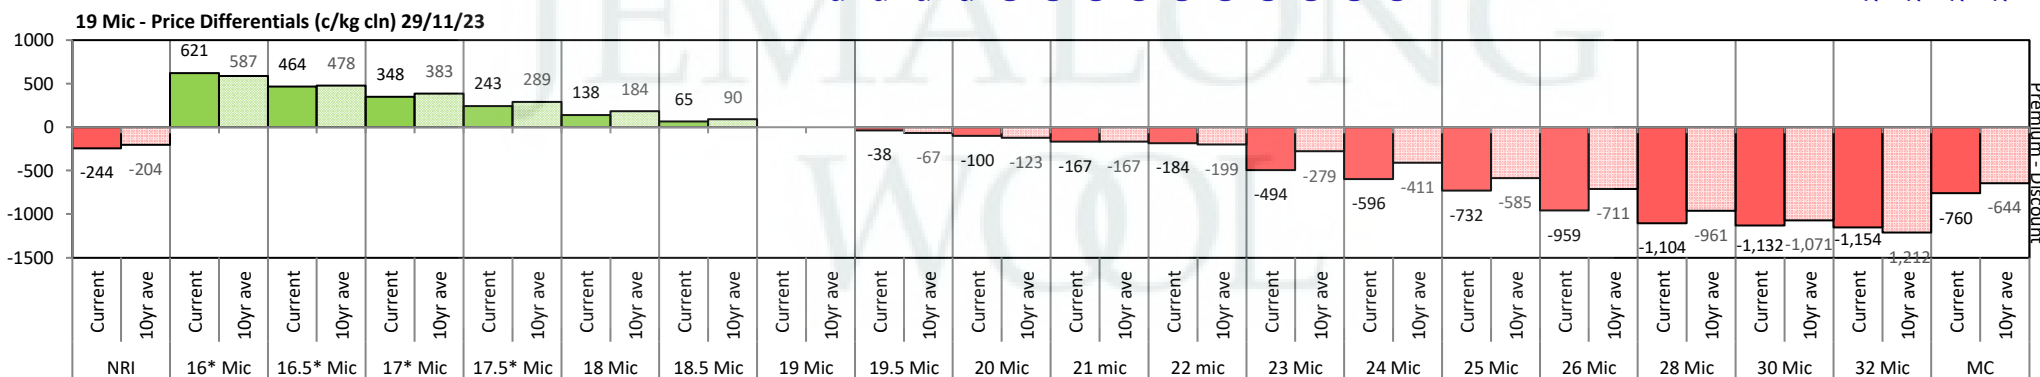 19 Mic - Price Differentials (c/kg cln) 29/11/23
JEMALONG
WOOL
1000
500
0
-500
-1000
-1500
621 587 464 478 348 383 243 289 138 184 65 90
-244 -204 -38 -67 -100 -123 -167 -167 -184 -199 -494 -279 -596 -411 -732 -585 -959 -711 -1,104 -961 -1,132 -1,071 -1,154 -1,212 -760 -644
Premium - Discount
Current 10yr ave Current 10yr ave Current 10yr ave Current 10yr ave Current 10yr ave Current 10yr ave Current 10yr ave Current 10yr ave Current 10yr ave Current 10yr ave Current 10yr ave Current 10yr ave Current 10yr ave Current 10yr ave Current 10yr ave Current 10yr ave Current 10yr ave Current 10yr ave Current 10yr ave Current 10yr ave
NRI 16* Mic 16.5* Mic 17* Mic 17.5* Mic 18 Mic 18.5 Mic 19 Mic 19.5 Mic 20 Mic 21 mic 22 mic 23 Mic 24 Mic 25 Mic 26 Mic 28 Mic 30 Mic 32 Mic MC